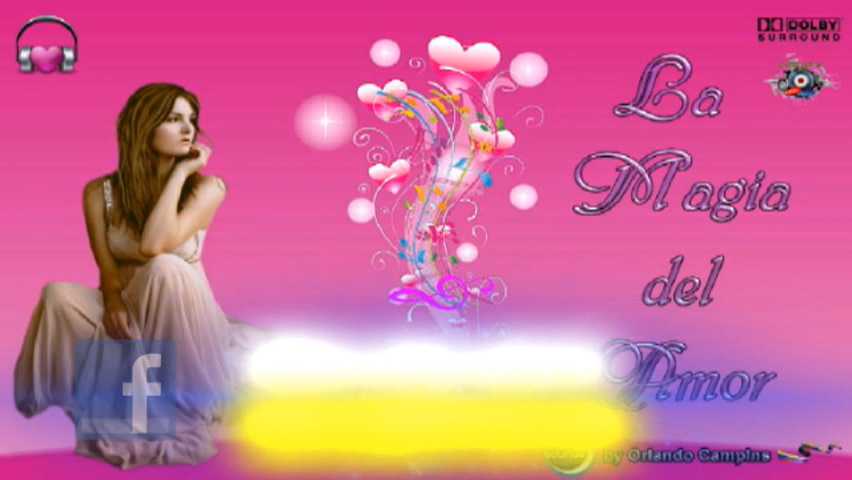 DOLBY
SURROUND
La
Magia
del
Amor
f
by Orlando Campins